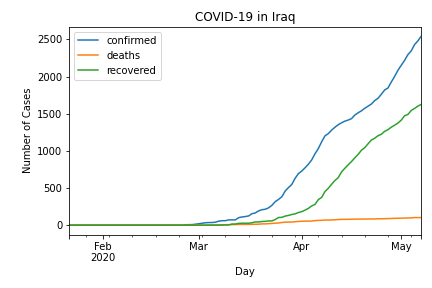 COVID-19 in Iraq
confirmed
deaths
recovered
Number of Cases
2500
2000
1500
1000
500
0
Feb
2020
Mar
Apr
May
Day